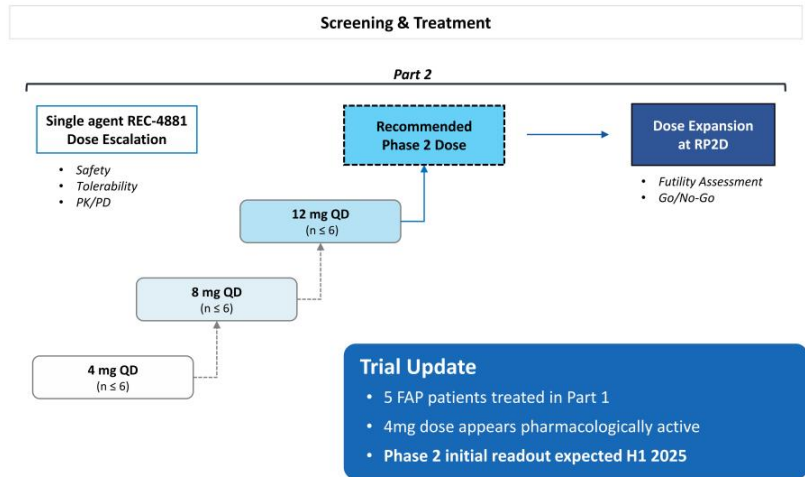 Screening & Treatment
Part 2
Single agent REC-4881
Dose Escalation
• Safety
• Tolerability
• PK/PD
Recommended
Phase 2 Dose
Dose Expansion
at RP2D
• Futility Assessment
• Go/No-Go
12 mg QD
(n ≤ 6)
8 mg QD
(n ≤ 6)
4 mg QD
(n ≤ 6)
Trial Update
• 5 FAP patients treated in Part 1
• 4mg dose appears pharmacologically active
• Phase 2 initial readout expected H1 2025